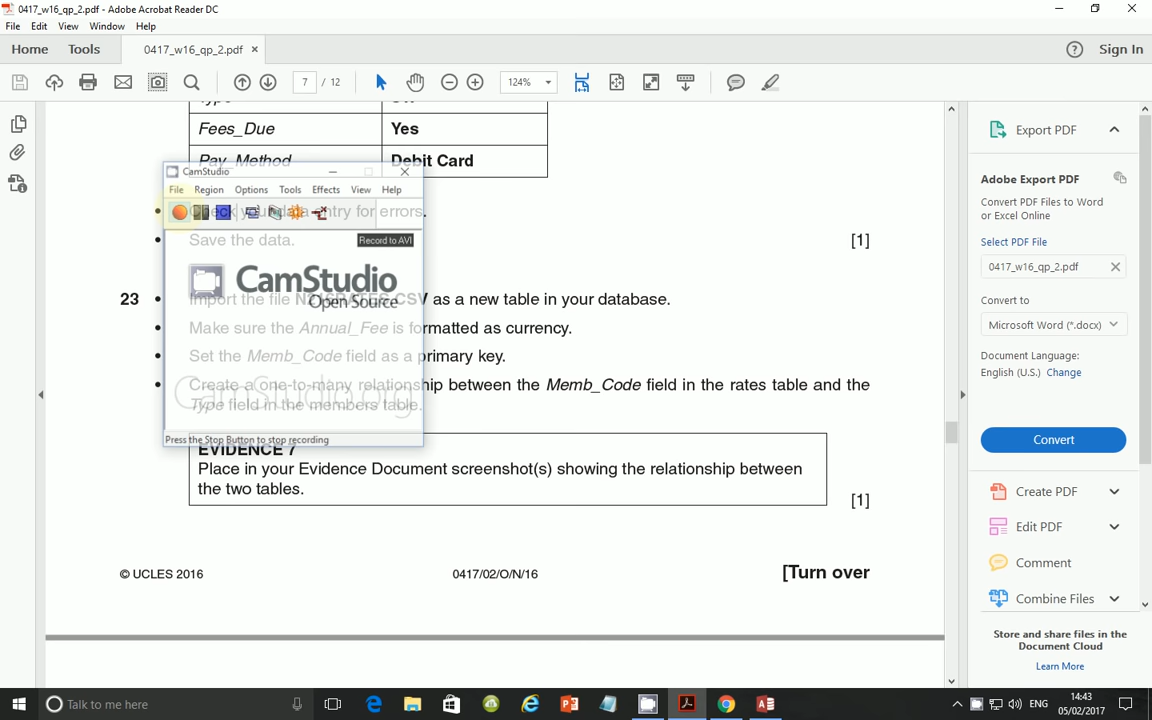 0417_w16_qp_2.pdf - Adobe Acrobat Reader DC
File Edit View Window Help
Home Tools 0417_w16_qp_2.pdf × Sign In
7 / 12 124%
Fees_Due Yes
Pay_Method Debit Card
CamStudio
File Region Options Tools Effects View Help
Check your data entry for errors.
Save the data. [1]
Record to AVI
CamStudio
Open Source
23 • Import the file as a new table in your database.
• Make sure the Annual_Fee is formatted as currency.
• Set the Memb_Code field as a primary key.
• Create a one-to-many relationship between the Memb_Code field in the rates table and the
Type field in the members table.
CamStudio.org
Press the Stop Button to stop recording
EVIDENCE 7
Place in your Evidence Document screenshot(s) showing the relationship between
the two tables.
[1]
© UCLES 2016 0417/02/O/N/16 [Turn over
Export PDF
Adobe Export PDF
Convert PDF Files to Word
or Excel Online
Select PDF File
0417_w16_qp_2.pdf
Convert to
Microsoft Word (*.docx)
Document Language:
English (U.S.) Change
Convert
Create PDF
Edit PDF
Comment
Combine Files
Store and share files in the
Document Cloud
Learn More
Talk to me
ENG
14:43
05/02/2017